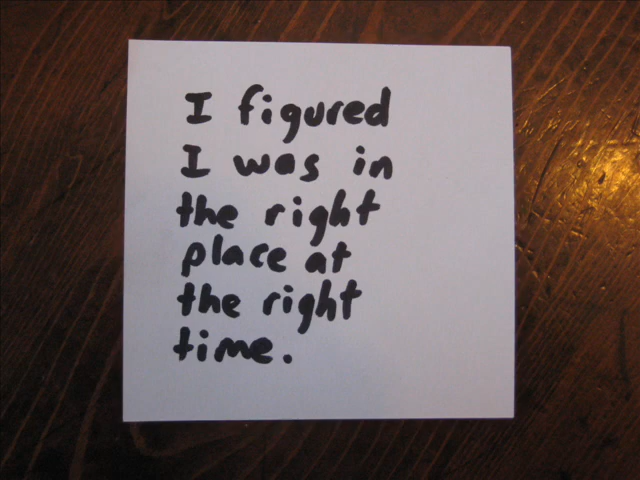 I figured
I was in
the right
place at
the right
time.